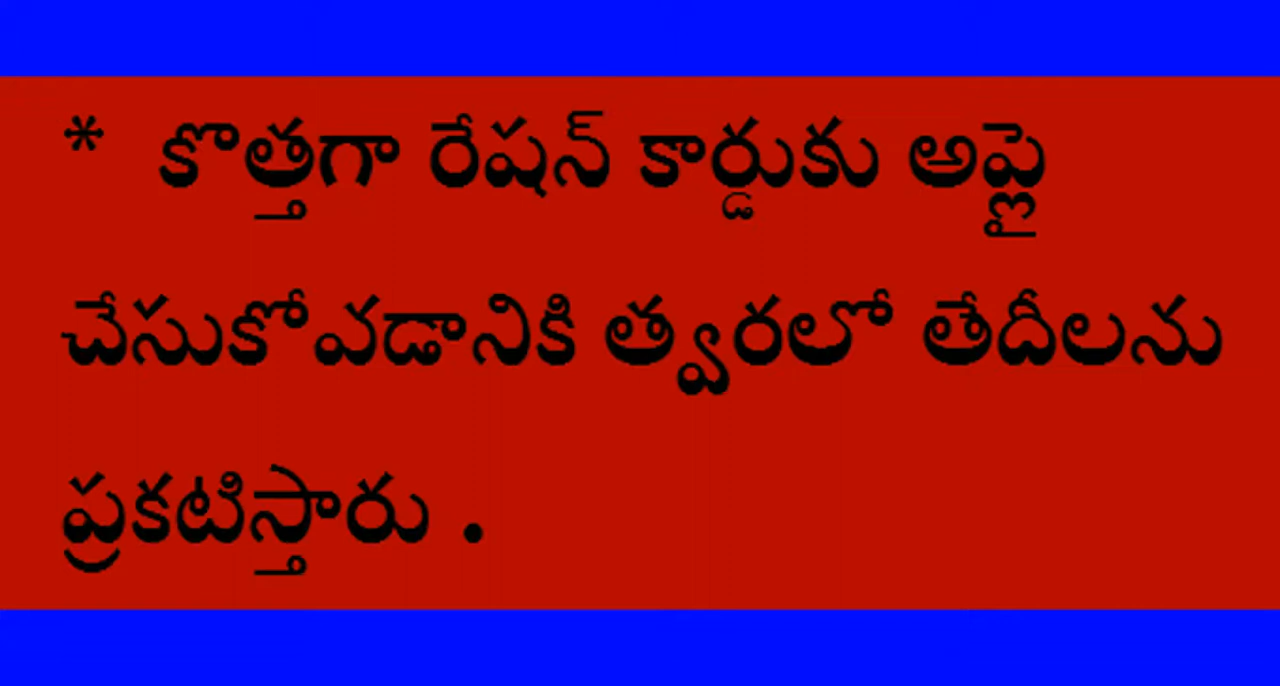 * కొత్తగా రేషన్ కార్డుకు అప్లై
చేసుకోవడానికి త్వరలో తేదీలను
ప్రకటిస్తారు .